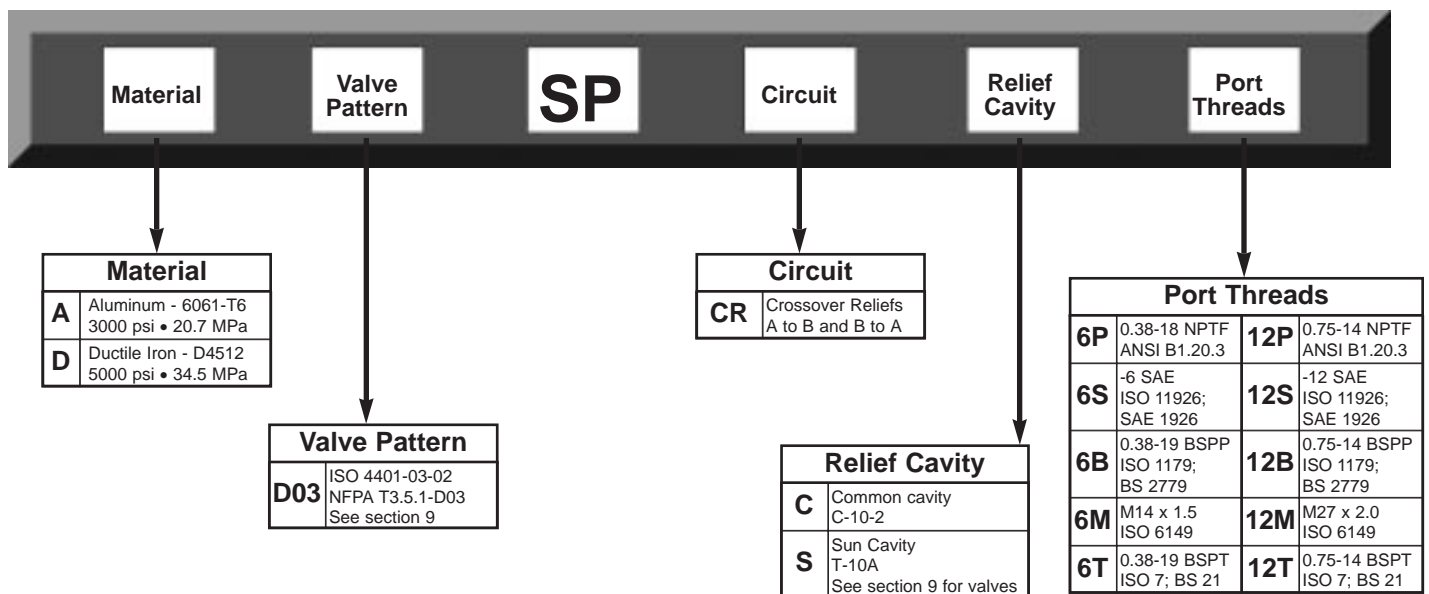 Material
Valve
Pattern
SP
Circuit
Relief
Cavity
Port
Threads
Material
A
Aluminum - 6061-T6
3000 psi • 20.7 MPa
D
Ductile Iron - D4512
5000 psi • 34.5 MPa
Valve Pattern
D03
ISO 4401-03-02
NFPA T3.5.1-D03
See section 9
Circuit
CR
Crossover Reliefs
A to B and B to A
Relief Cavity
C
Common cavity
C-10-2
S
Sun Cavity
T-10A
See section 9 for valves
Port Threads
6P
0.38-18 NPTF
ANSI B1.20.3
12P
0.75-14 NPTF
ANSI B1.20.3
6S
-6 SAE
ISO 11926;
SAE 1926
12S
-12 SAE
ISO 11926;
SAE 1926
6B
0.38-19 BSPP
ISO 1179;
BS 2779
12B
0.75-14 BSPP
ISO 1179;
BS 2779
6M
M14 x 1.5
ISO 6149
12M
M27 x 2.0
ISO 6149
6T
0.38-19 BSPT
ISO 7; BS 21
12T
0.75-14 BSPT
ISO 7; BS 21